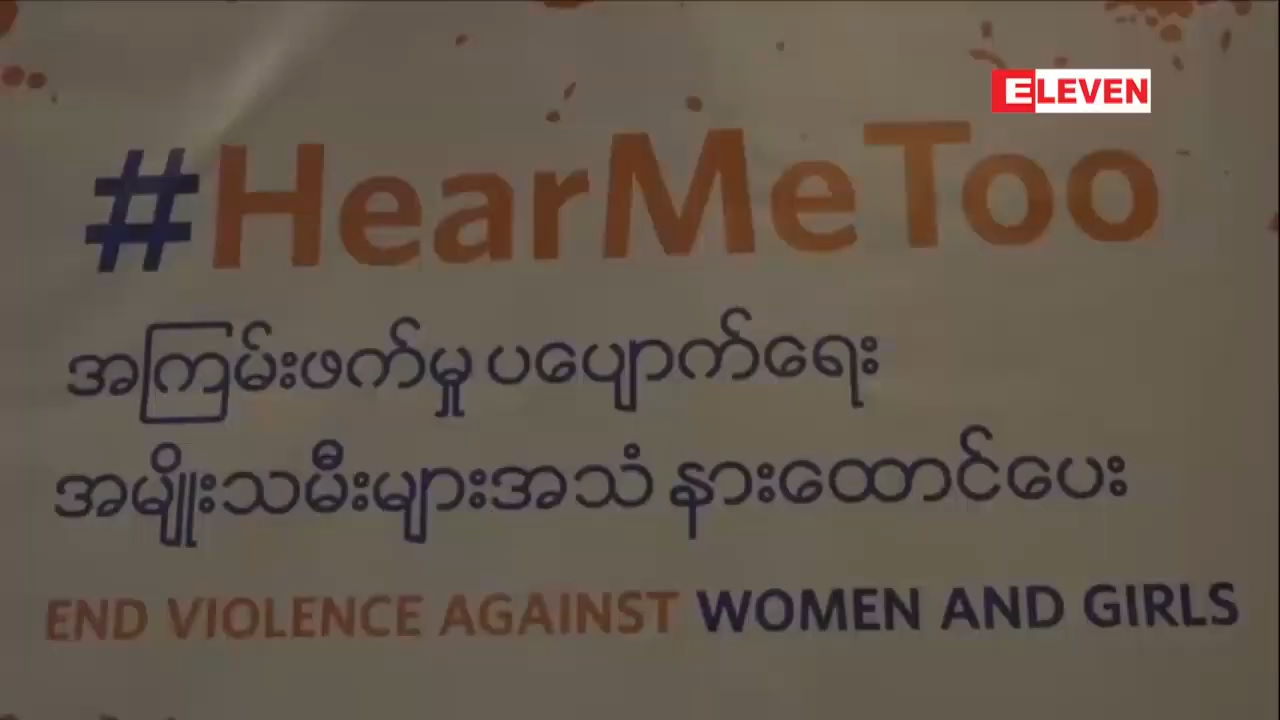 ELEVEN
#HearMeToo
အကြမ်းဖက်မှု ပပျောက်ရေး
အမျိုးသမီးများအသံ နားထောင်ပေး
END VIOLENCE AGAINST WOMEN AND GIRLS